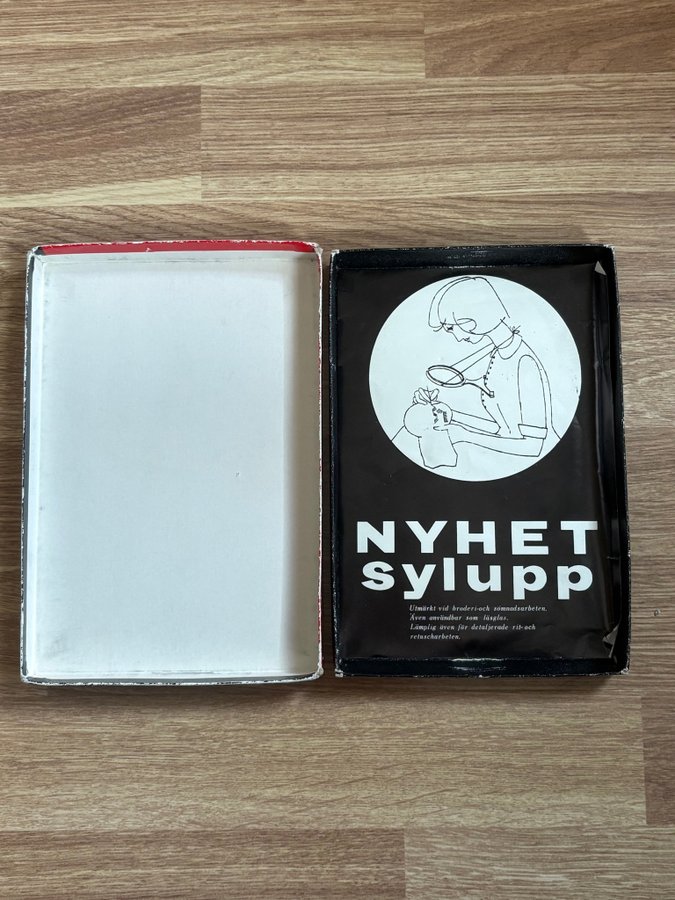 NYHET
sylupp
Utmärkt vid broderi-och sömnadsarbeten.
Även användbar som läsglas.
Lämplig även för detaljerade rit-och
retuscharbeten.